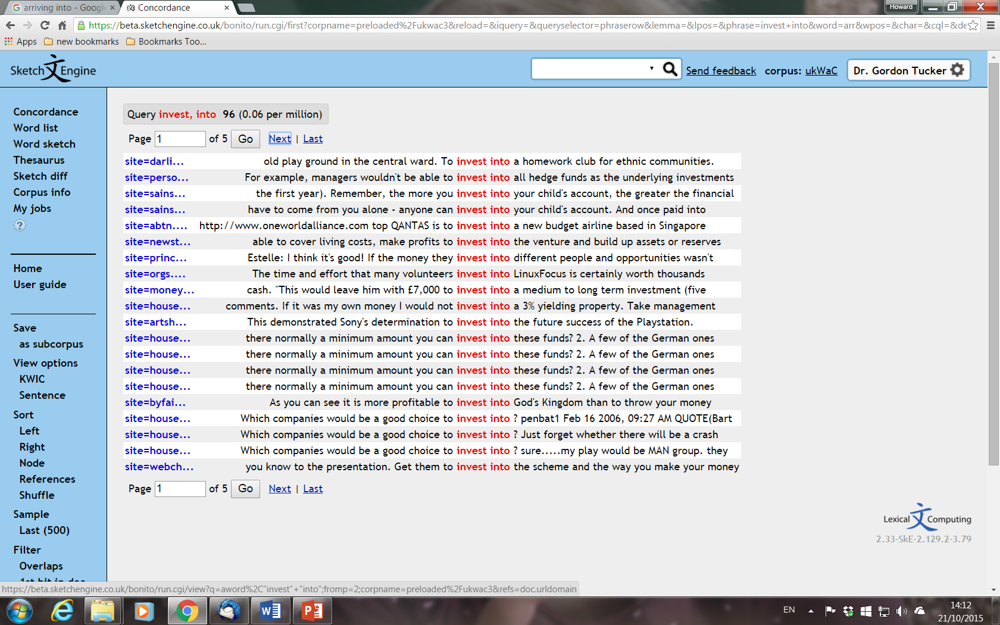 arriving into - Googl
Concordance
Howard
https://beta.sketchengine.co.uk/bonito/run.cgi/first?corpname=preloaded%2Fukwac3&reload=&iquery=&queryselector=phraserow&lemma=&lpos=&phrase=invest+into&word=arr&wpos=&char=&cql=&de
Apps new bookmarks Bookmarks Too...
Sketch 文 Engine
Send feedback corpus: ukWaC Dr. Gordon Tucker
Concordance
Word list
Word sketch
Thesaurus
Sketch diff
Corpus info
My jobs
?
Home
User guide
Save
as subcorpus
View options
KWIC
Sentence
Sort
Left
Right
Node
References
Shuffle
Sample
Last (500)
Filter
Overlaps
1st hit in doc
Query invest, into 96 (0.06 per million)
Page 1 of 5 Go Next | Last
site=darli... old play ground in the central ward. To invest into a homework club for ethnic communities.
site=perso... For example, managers wouldn't be able to invest into all hedge funds as the underlying investments
site=sains... the first year). Remember, the more you invest into your child's account, the greater the financial
site=sains... have to come from you alone - anyone can invest into your child's account. And once paid into
site=abtn.... http://www.oneworldalliance.com top QANTAS is to invest into a new budget airline based in Singapore
site=newst... able to cover living costs, make profits to invest into the venture and build up assets or reserves
site=princ... Estelle: I think it's good! If the money they invest into different people and opportunities wasn't
site=orgs.... The time and effort that many volunteers invest into LinuxFocus is certainly worth thousands
site=money... cash. "This would leave him with £7,000 to invest into a medium to long term investment (five
site=house... comments. If it was my own money I would not invest into a 3% yielding property. Take management
site=artsh... This demonstrated Sony's determination to invest into the future success of the Playstation.
site=house... there normally a minimum amount you can invest into these funds? 2. A few of the German ones
site=house... there normally a minimum amount you can invest into these funds? 2. A few of the German ones
site=house... there normally a minimum amount you can invest into these funds? 2. A few of the German ones
site=house... there normally a minimum amount you can invest into these funds? 2. A few of the German ones
site=byfai... As you can see it is more profitable to invest into God's Kingdom than to throw your money
site=house... Which companies would be a good choice to invest into ? penbat1 Feb 16 2006, 09:27 AM QUOTE(Bart
site=house... Which companies would be a good choice to invest into ? Just forget whether there will be a crash
site=house... Which companies would be a good choice to invest into ? sure.....my play would be MAN group. they
site=webch... you know to the presentation. Get them to invest into the scheme and the way you make your money
Page 1 of 5 Go Next | Last
Lexical 文 Computing
2.33-SkE-2.129.2-3.79
https://beta.sketchengine.co.uk/bonito/run.cgi/view?q=aword%2C"invest"+"into";fromp=2;corpname=preloaded%2Fukwac3&refs=doc.urldomain
EN
14:12
21/10/2015